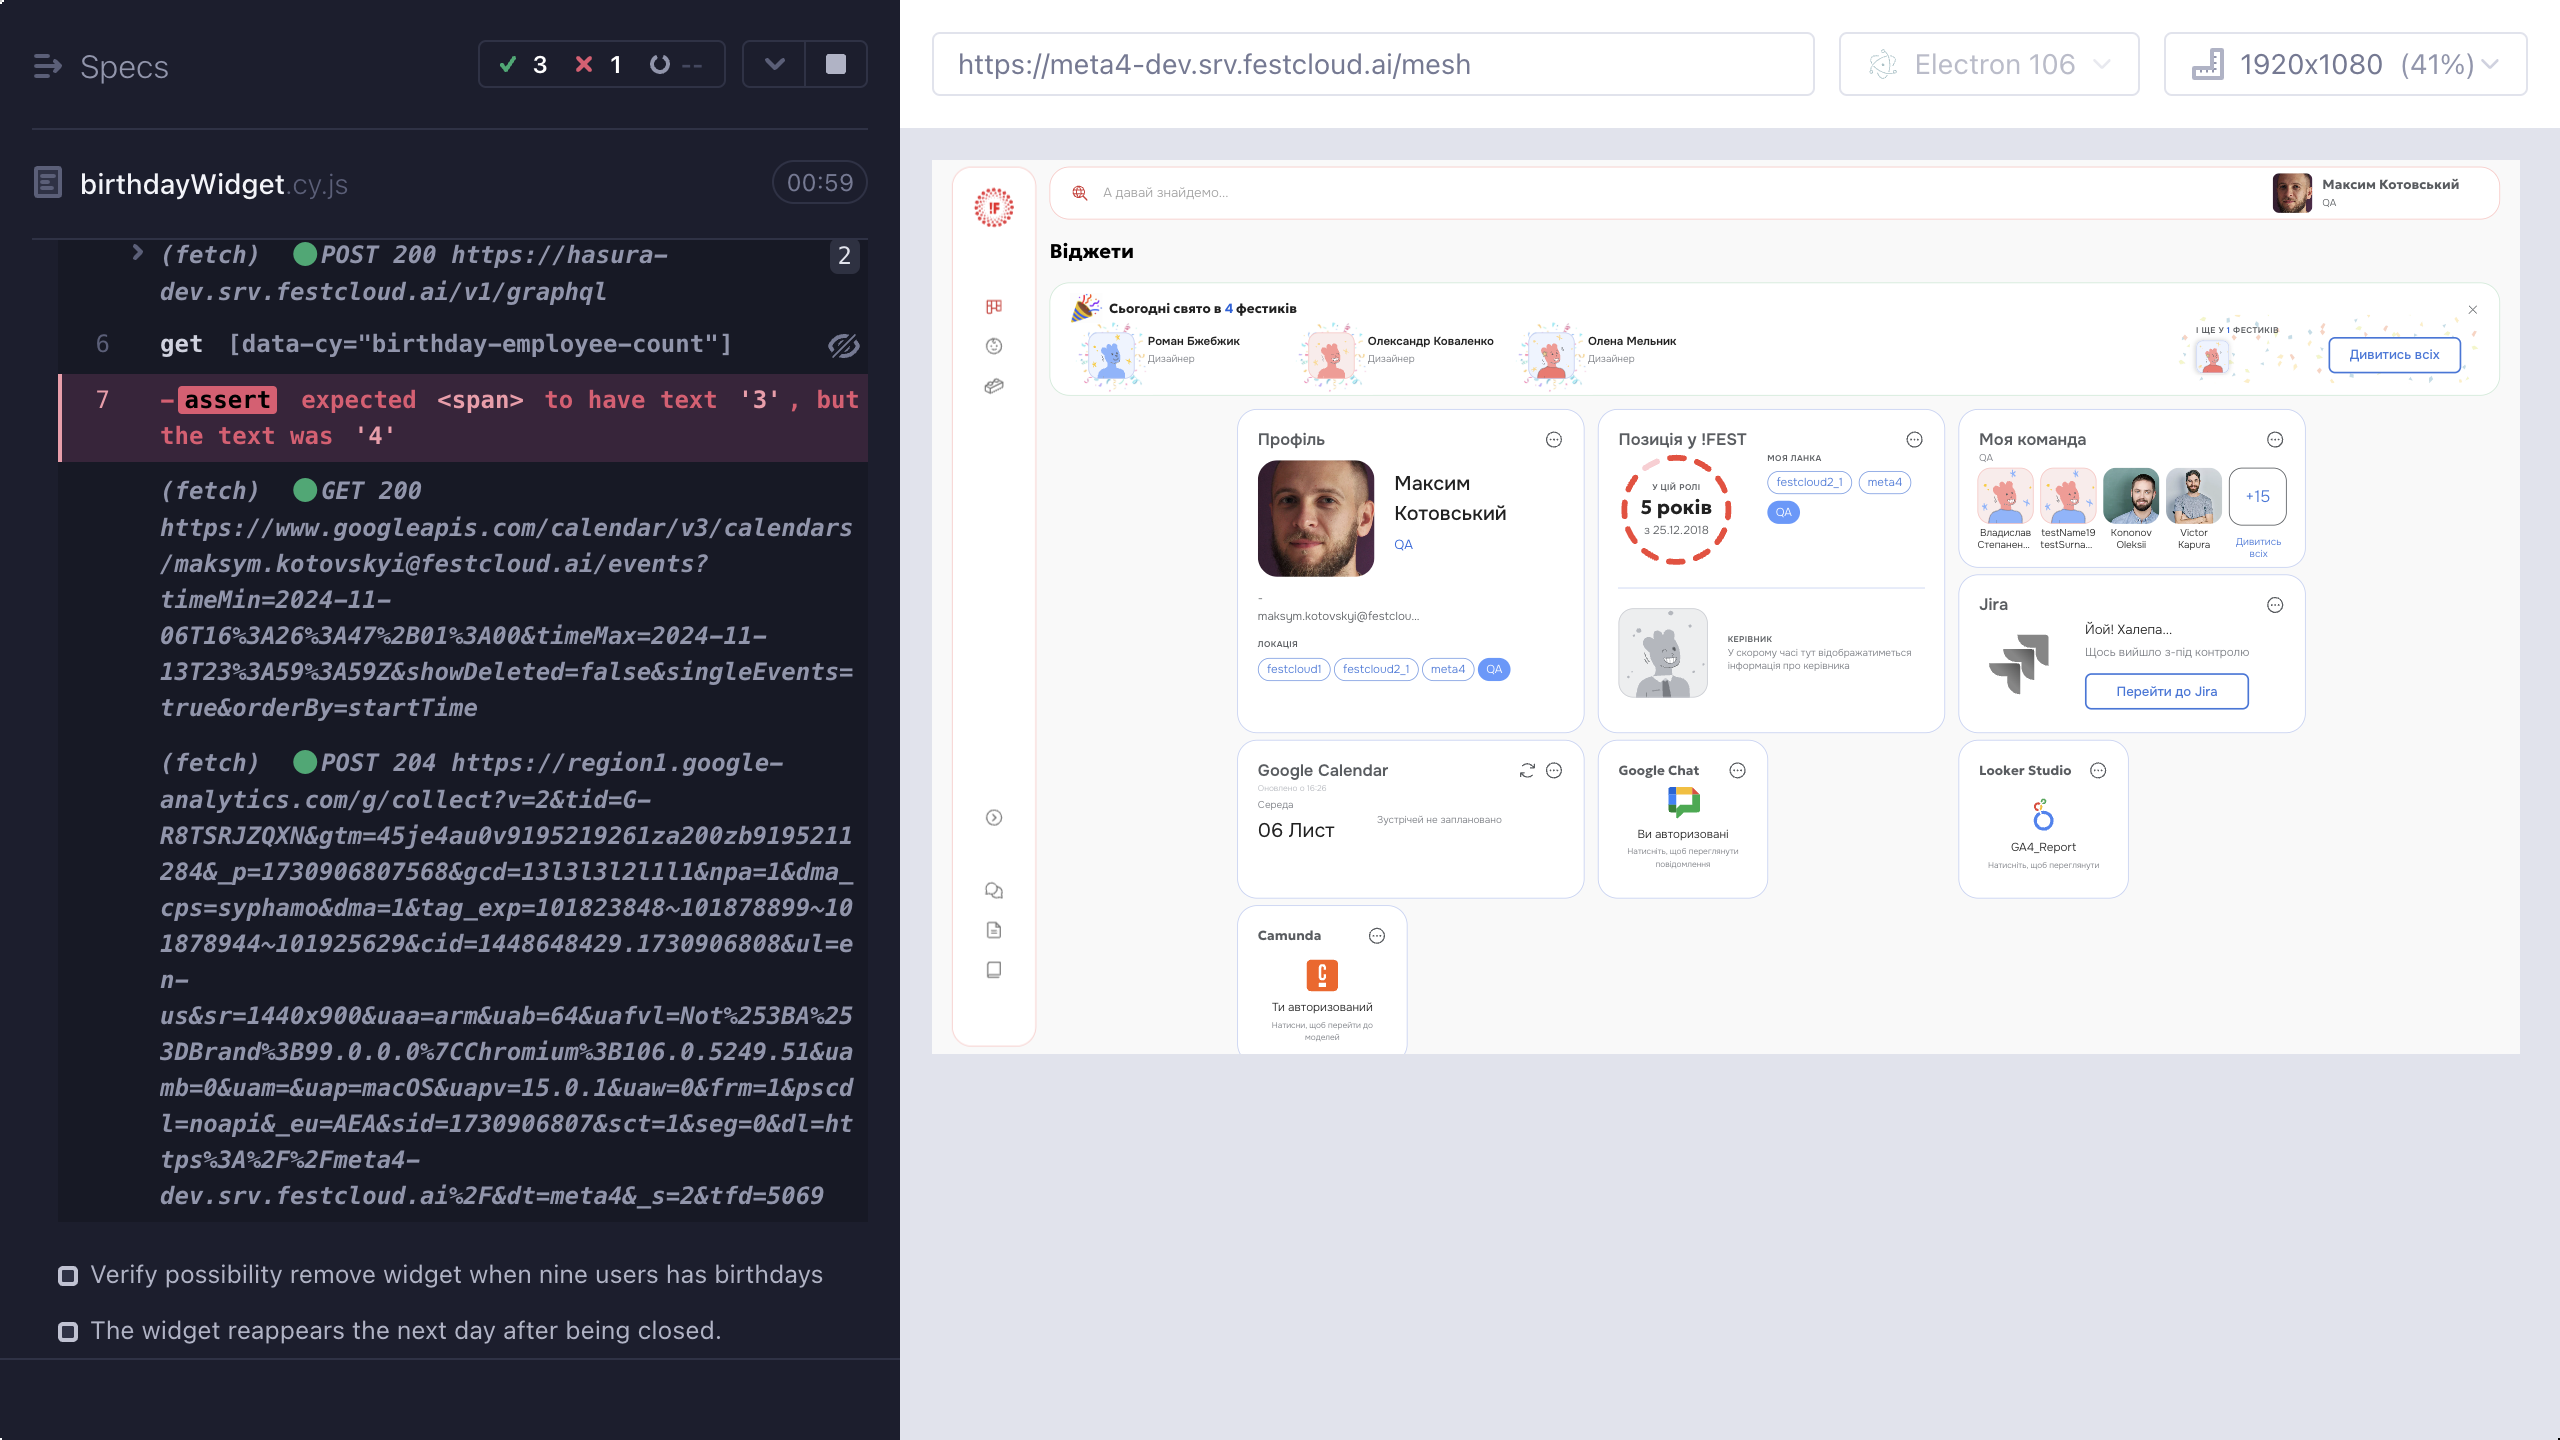 Specs
3
1
--
birthdayWidget.cy.js
00:59
(fetch) POST 200 https://hasura-
dev.srv.festcloud.ai/v1/graphql
2
6 get [data-cy="birthday-employee-count"]
7 -assert expected <span> to have text '3', but
the text was '4'
(fetch) GET 200
https://www.googleapis.com/calendar/v3/calendars
/maksym.kotovskyi@festcloud.ai/events?
timeMin=2024-11-
06T16%3A26%3A47%2B01%3A00&timeMax=2024-11-
13T23%3A59%3A59Z&showDeleted=false&singleEvents=
true&orderBy=startTime
(fetch) POST 204 https://region1.google-
analytics.com/g/collect?v=2&tid=G-
R8TSRJZQXN&gtm=45je4au0v9195219261za200zb9195211
284&_p=1730906807568&gcd=13l3l3l2l1l1&npa=1&dma_
cps=syphamo&dma=1&tag_exp=101823848~101878899~10
1878944~101925629&cid=1448648429.1730906808&ul=e
n-
us&sr=1440x900&uaa=arm&uab=64&uafvl=Not%253BA%25
3DBrand%3B99.0.0.0%7CChromium%3B106.0.5249.51&ua
mb=0&uam=&uap=macOS&uapv=15.0.1&uaw=0&frm=1&pscd
l=noapi&_eu=AEA&sid=1730906807&sct=1&seg=0&dl=ht
tps%3A%2F%2Fmeta4-
dev.srv.festcloud.ai%2F&dt=meta4&_s=2&tfd=5069
Verify possibility remove widget when nine users has birthdays
The widget reappears the next day after being closed.
https://meta4-dev.srv.festcloud.ai/mesh
Electron 106
1920x1080 (41%)
!F
А давай знайдемо...
Максим Котовський
QA
Віджети
Сьогодні свято в 4 фестиків
Роман Бжебжик
Дизайнер
Олександр Коваленко
Дизайнер
Олена Мельник
Дизайнер
І ЩЕ У 1 ФЕСТИКІВ
Дивитись всіх
Профіль
Максим
Котовський
QA
-
maksym.kotovskyi@festclou...
ЛОКАЦІЯ
festcloud1 festcloud2_1 meta4 QA
Позиція у !FEST
У ЦІЙ РОЛІ
5 років
з 25.12.2018
МОЯ ЛАНКА
festcloud2_1 meta4
QA
КЕРІВНИК
У скорому часі тут відображатиметься
інформація про керівника
Моя команда
QA
Владислав
Степанен...
testName19
testSurna...
Kononov
Oleksii
Victor
Kapura
+15
Дивитись
всіх
Jira
Йой! Халепа...
Щось вийшло з-під контролю
Перейти до Jira
Google Calendar
Оновлено о 16:26
Середа
06 Лист
Зустрічей не заплановано
Google Chat
Ви авторизовані
Натисніть, щоб переглянути
повідомлення
Looker Studio
GA4_Report
Натисніть, щоб переглянути
Camunda
C
Ти авторизований
Натисни, щоб перейти до
моделей